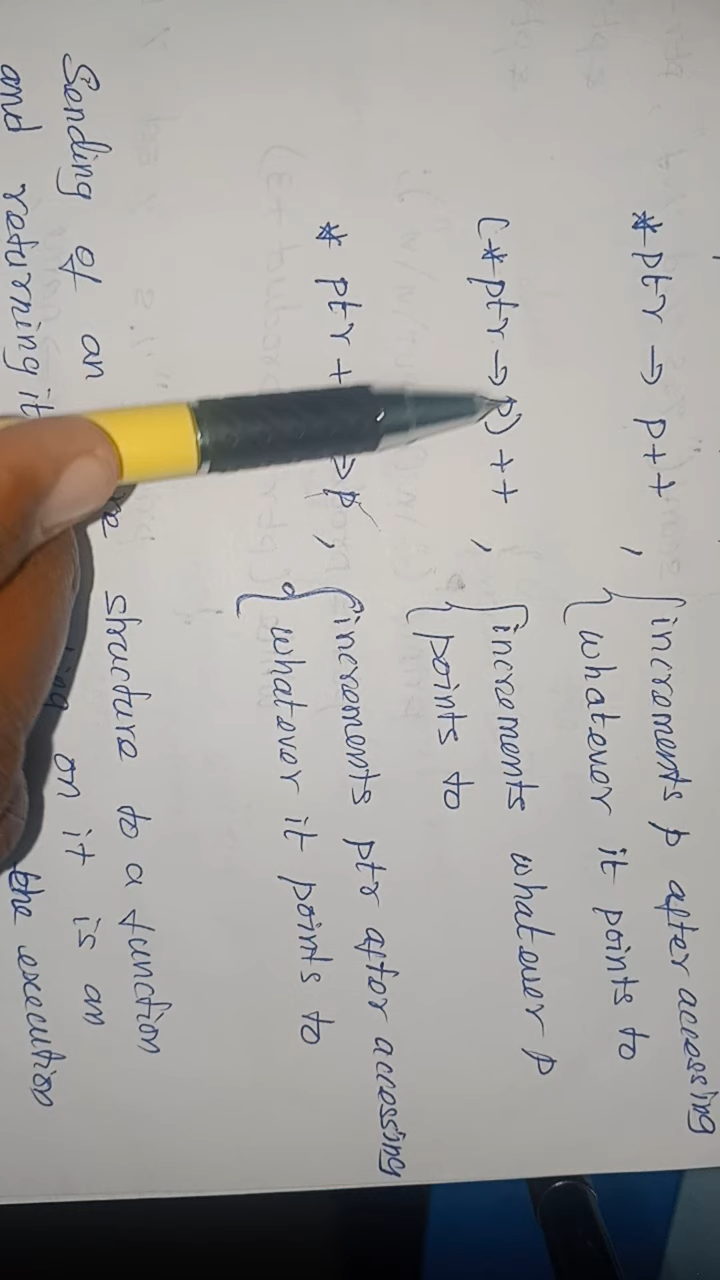 *ptr → p++ , {increments p after accessing
whatever it points to
(*ptr→p)++ , {increments whatever p
points to
* ptr + →p , {increments ptr after accessing
whatever it points to
Sending of an structure to a function
and returning it on it is an
the execution